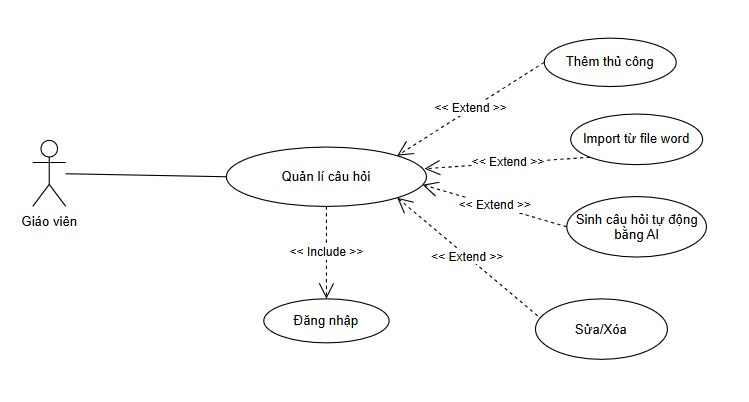 Thêm thủ công
<< Extend >>
Import từ file word
<< Extend >>
Giáo viên
Quản lí câu hỏi
<< Extend >>
Sinh câu hỏi tự động
bằng AI
<< Include >>
<< Extend >>
Đăng nhập
Sửa/Xóa